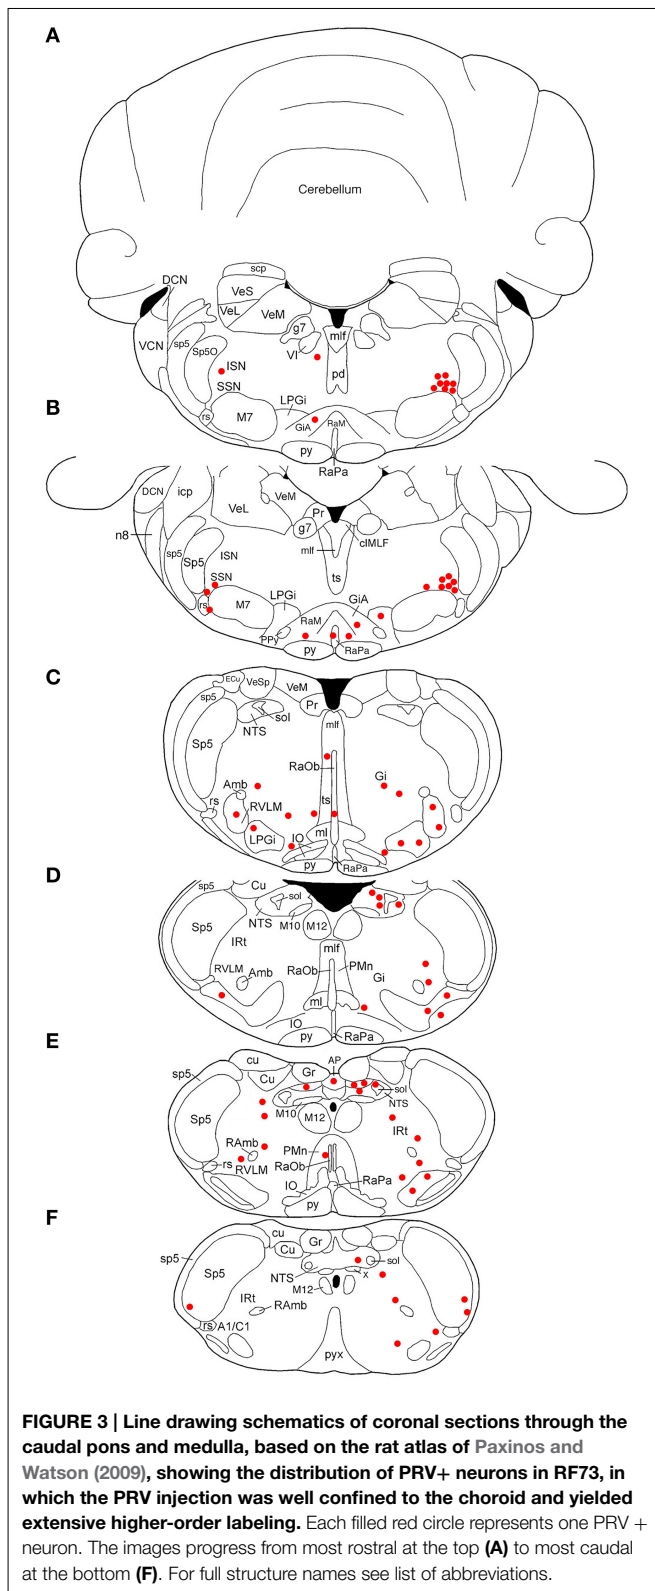 A
Cerebellum
scp
DCN
VeS
VeL
VeM
g7
mlf
VCN
sp5
Sp5O
VI
ISN
pd
SSN
LPGi
B
rs
M7
GiA
RaM
py
RaPa
DCN
icp
VeM
VeL
Pr
n8
g7
cIMLF
sp5
Sp5
ISN
mlf
SSN
ts
LPGi
GiA
rs
M7
RaM
PPy
py
RaPa
C
ECu
VeSp
VeM
sp5
Pr
sol
mlf
NTS
Sp5
RaOb
Gi
Amb
rs
ts
RVLM
IO
ml
LPGi
py
RaPa
D
sp5
Cu
sol
NTS
M10
M12
Sp5
IRt
mlf
RVLM
Amb
RaOb
PMn
Gi
ml
IO
py
RaPa
E
cu
Gr
AP
sp5
Cu
sol
NTS
M10
M12
Sp5
IRt
RAmb
PMn
rs
RVLM
RaOb
RaPa
IO
py
F
cu
Gr
sp5
Cu
sol
Sp5
NTS
x
M12
IRt
RAmb
rs
A1/C1
pyx
FIGURE 3 | Line drawing schematics of coronal sections through the
caudal pons and medulla, based on the rat atlas of Paxinos and
Watson (2009), showing the distribution of PRV+ neurons in RF73, in
which the PRV injection was well confined to the choroid and yielded
extensive higher-order labeling. Each filled red circle represents one PRV +
neuron. The images progress from most rostral at the top (A) to most caudal
at the bottom (F). For full structure names see list of abbreviations.